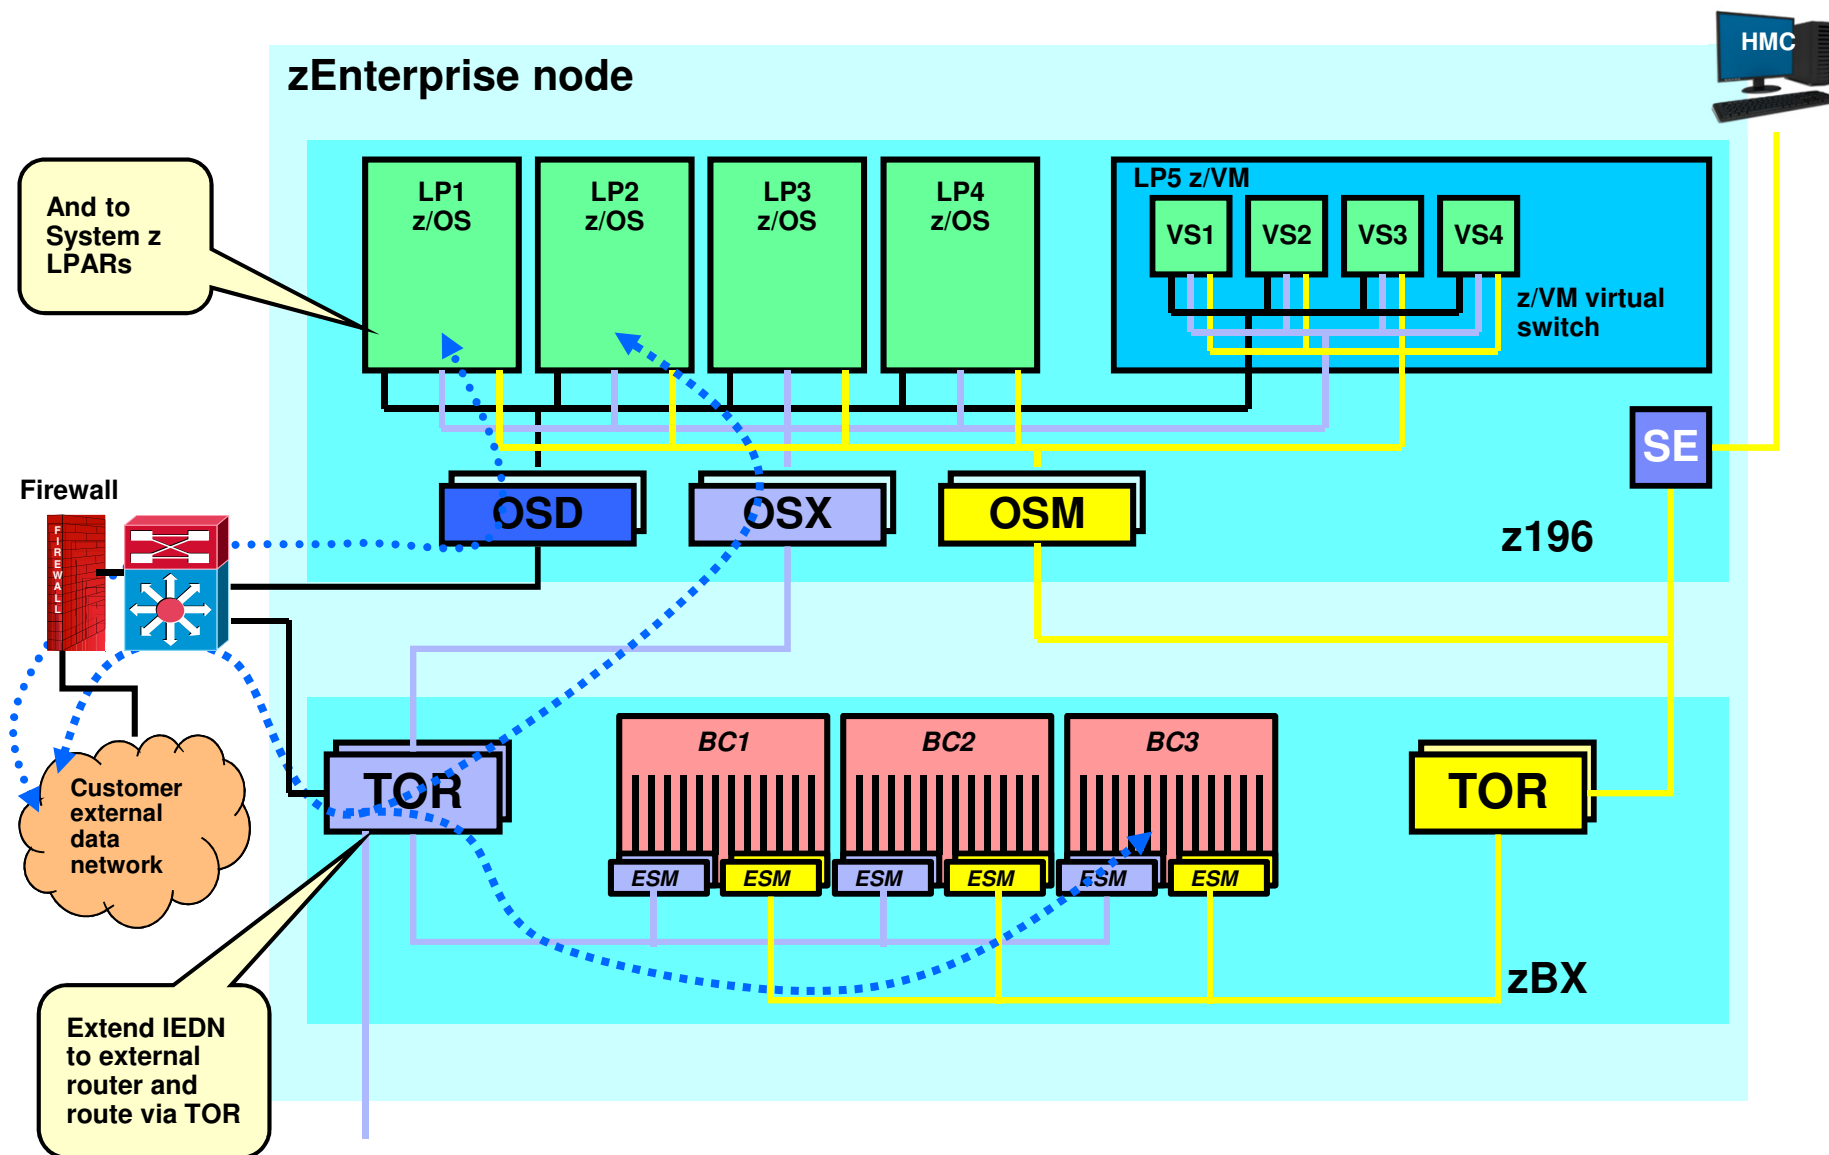 HMC
zEnterprise node
And to
System z
LPARs
LP1
z/OS
LP2
z/OS
LP3
z/OS
LP4
z/OS
LP5 z/VM
VS1
VS2
VS3
VS4
z/VM virtual
switch
SE
Firewall
FIREWALL
OSD
OSX
OSM
z196
Customer
external
data
network
TOR
BC1
BC2
BC3
TOR
ESM
ESM
ESM
ESM
ESM
ESM
zBX
Extend IEDN
to external
router and
route via TOR